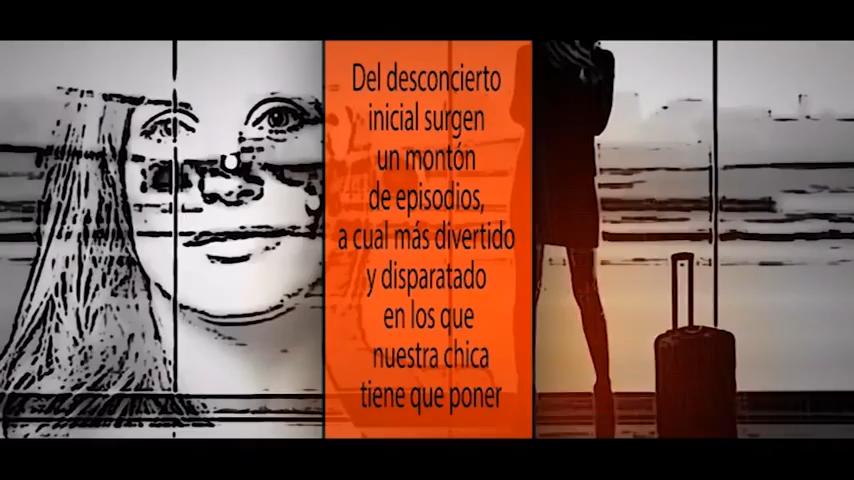 Del desconcierto
inicial surgen
un montón
de episodios,
a cual más divertido
y disparatado
en los que
nuestra chica
tiene que poner